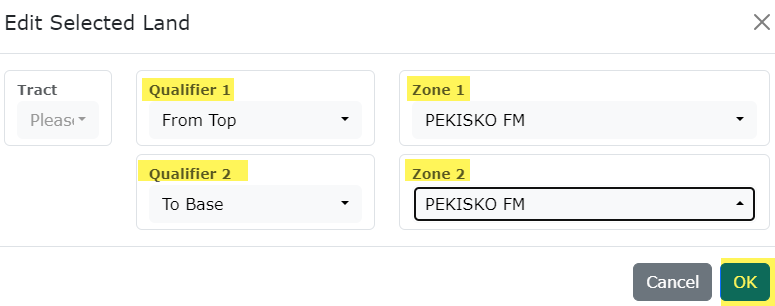 Edit Selected Land
Tract
Qualifier 1
Zone 1
Pleas
From Top
PEKISKO FM
Qualifier 2
Zone 2
To Base
PEKISKO FM
Cancel
OK